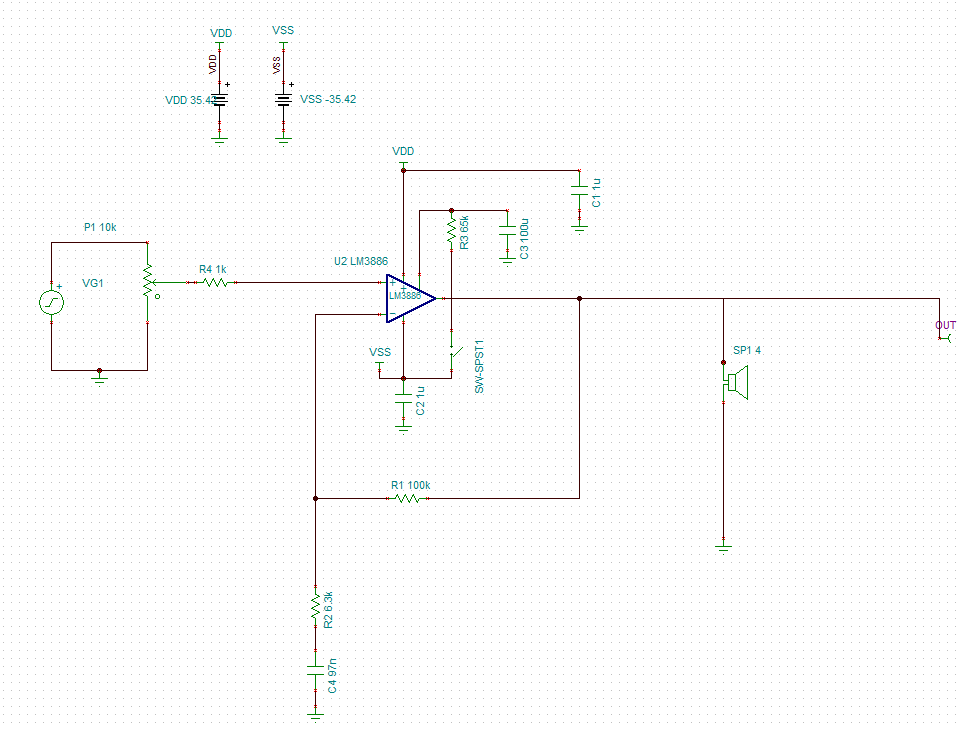 VDD
VSS
VDD
VSS
+
+
VDD 35.42
VSS -35.42
VDD
C1 1u
P1 10k
R3 65k
C3 100u
R4 1k
U2 LM3886
VG1
+
+
+
LM3886
-
OUT
VSS
SW-SPST1
SP1 4
C2 1u
R1 100k
R2 6.3k
C4 97n